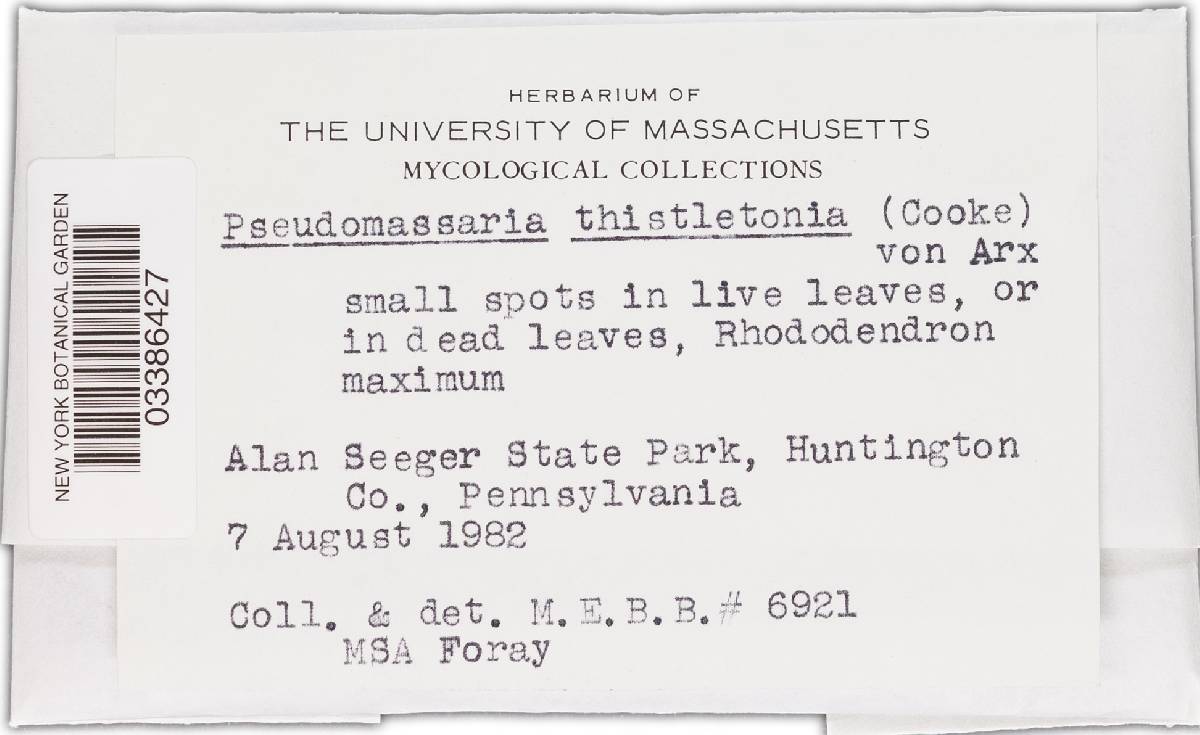 HERBARIUM OF
THE UNIVERSITY OF MASSACHUSETTS
MYCOLOGICAL COLLECTIONS
Pseudomassaria thistletonia (Cooke)
von Arx
small spots in live leaves, or
in dead leaves, Rhododendron
maximum
Alan Seeger State Park, Huntington
Co., Pennsylvania
7 August 1982
Coll. & det. M.E.B.B.# 6921
MSA Foray
NEW YORK BOTANICAL GARDEN
03386427